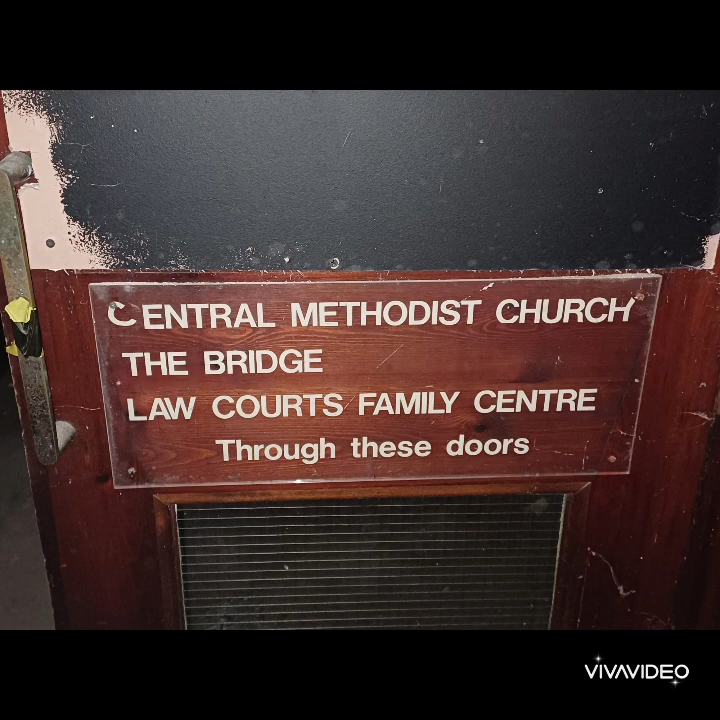 CENTRAL METHODIST CHURCH
THE BRIDGE
LAW COURTS FAMILY CENTRE
Through these doors
VIVAVIDEO